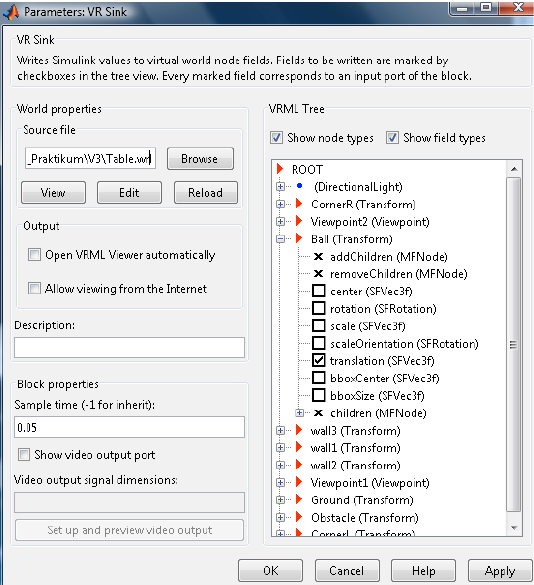 Parameters: VR Sink
VR Sink
Writes Simulink values to virtual world node fields. Fields to be written are marked by
checkboxes in the tree view. Every marked field corresponds to an input port of the block.
World properties
Source file
_Praktikum\V3\Table.wrl
Browse
View
Edit
Reload
Output
Open VRML Viewer automatically
Allow viewing from the Internet
Description:
Block properties
Sample time (-1 for inherit):
0.05
Show video output port
Video output signal dimensions:
Set up and preview video output
VRML Tree
Show node types
Show field types
ROOT
(DirectionalLight)
CornerR (Transform)
Viewpoint2 (Viewpoint)
Ball (Transform)
addChildren (MFNode)
removeChildren (MFNode)
center (SFVec3f)
rotation (SFRotation)
scale (SFVec3f)
scaleOrientation (SFRotation)
translation (SFVec3f)
bboxCenter (SFVec3f)
bboxSize (SFVec3f)
children (MFNode)
wall3 (Transform)
wall1 (Transform)
wall2 (Transform)
Viewpoint1 (Viewpoint)
Ground (Transform)
Obstacle (Transform)
CornerL (Transform)
OK
Cancel
Help
Apply